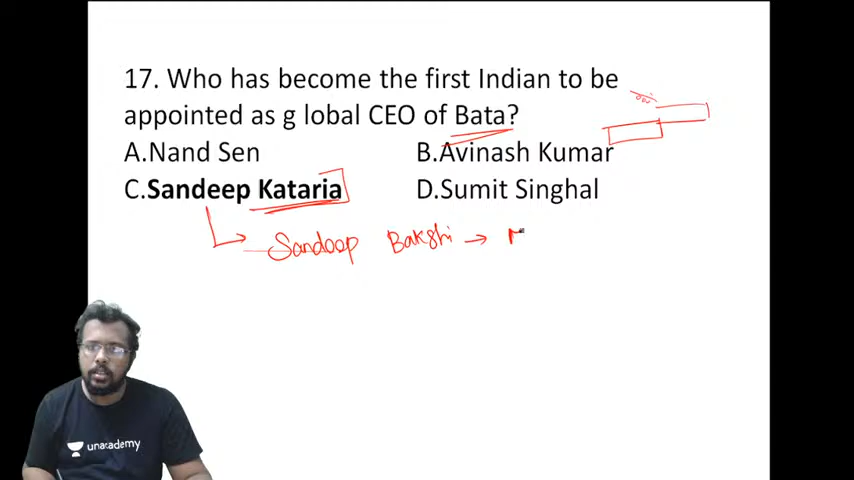 17. Who has become the first Indian to be
appointed as g lobal CEO of Bata?
A.Nand Sen B.Avinash Kumar
C.Sandeep Kataria D.Sumit Singhal
Sandeep Bakshi →
unacademy